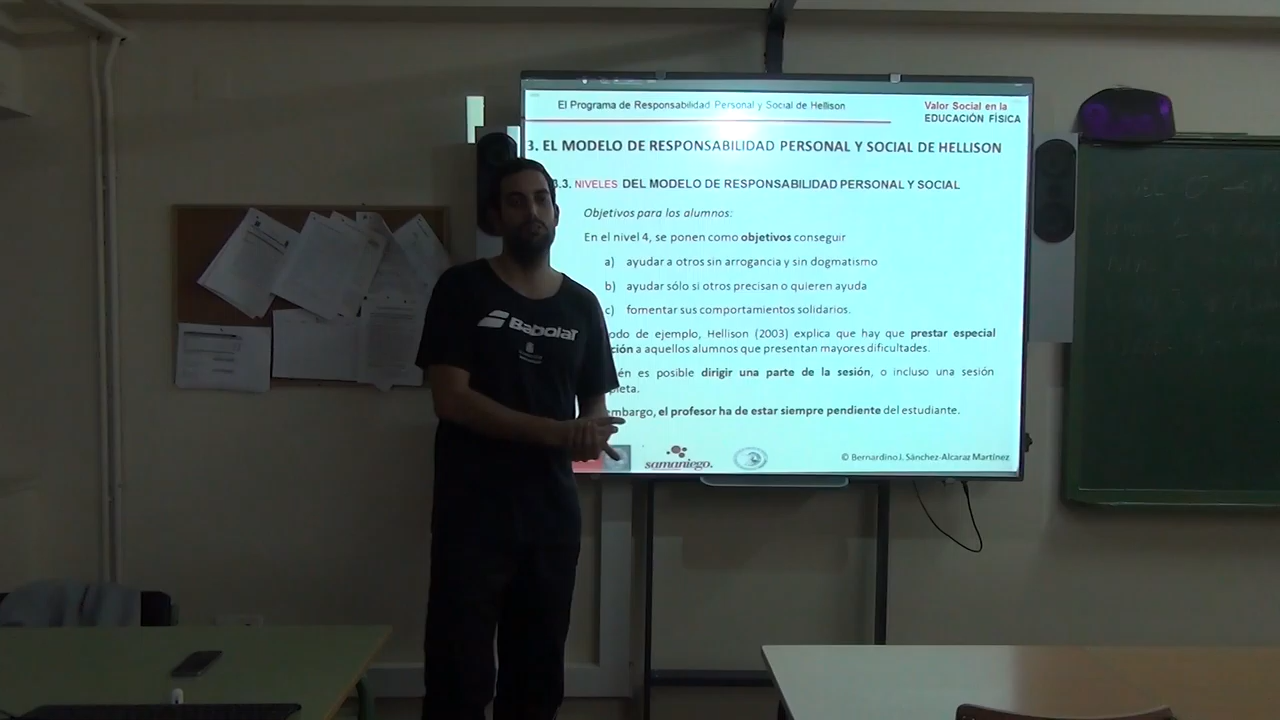 El Programa de Responsabilidad Personal y Social de Hellison
Valor Social en la
EDUCACIÓN FÍSICA
3. EL MODELO DE RESPONSABILIDAD PERSONAL Y SOCIAL DE HELLISON
3.3. NIVELES DEL MODELO DE RESPONSABILIDAD PERSONAL Y SOCIAL
Objetivos para los alumnos:
En el nivel 4, se ponen como objetivos conseguir
a) ayudar a otros sin arrogancia y sin dogmatismo
b) ayudar sólo si otros precisan o quieren ayuda
c) fomentar sus comportamientos solidarios.
odo de ejemplo, Hellison (2003) explica que hay que prestar especial
ción a aquellos alumnos que presentan mayores dificultades.
én es posible dirigir una parte de la sesión, o incluso una sesión
pleta.
embargo, el profesor ha de estar siempre pendiente del estudiante.
samaniego.
© Bernardino J. Sánchez-Alcaraz Martínez
Babolat